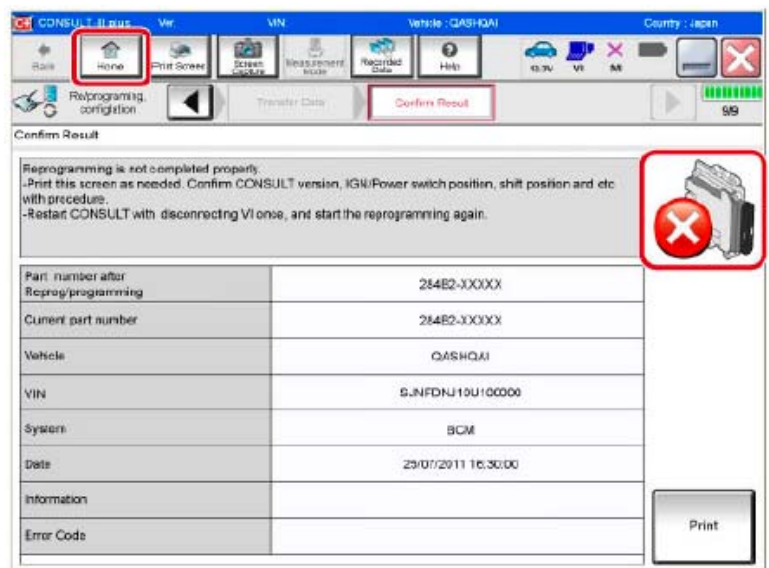 CONSULT-III plus Ver. VIN: Vehicle : QASHQAI Country : Japan
Back Home Print Screen Screen Capture Measurement Mode Recorded Data Help 12.3V VI MI
Re/programing, configration Transfer Data Confirm Result 9/9
Confirm Result
Reprogramming is not completed properly.
-Print this screen as needed. Confirm CONSULT version, IGN/Power switch position, shift position and etc
with procedure.
-Restart CONSULT with disconnecting VI once, and start the reprogramming again.
Part number after
Reprog/programming
284B2-XXXXX
Current part number 284B2-XXXXX
Vehicle QASHQAI
VIN SJNFDNJ10U100000
System BCM
Date 25/07/2011 16:30:00
Information
Error Code
Print